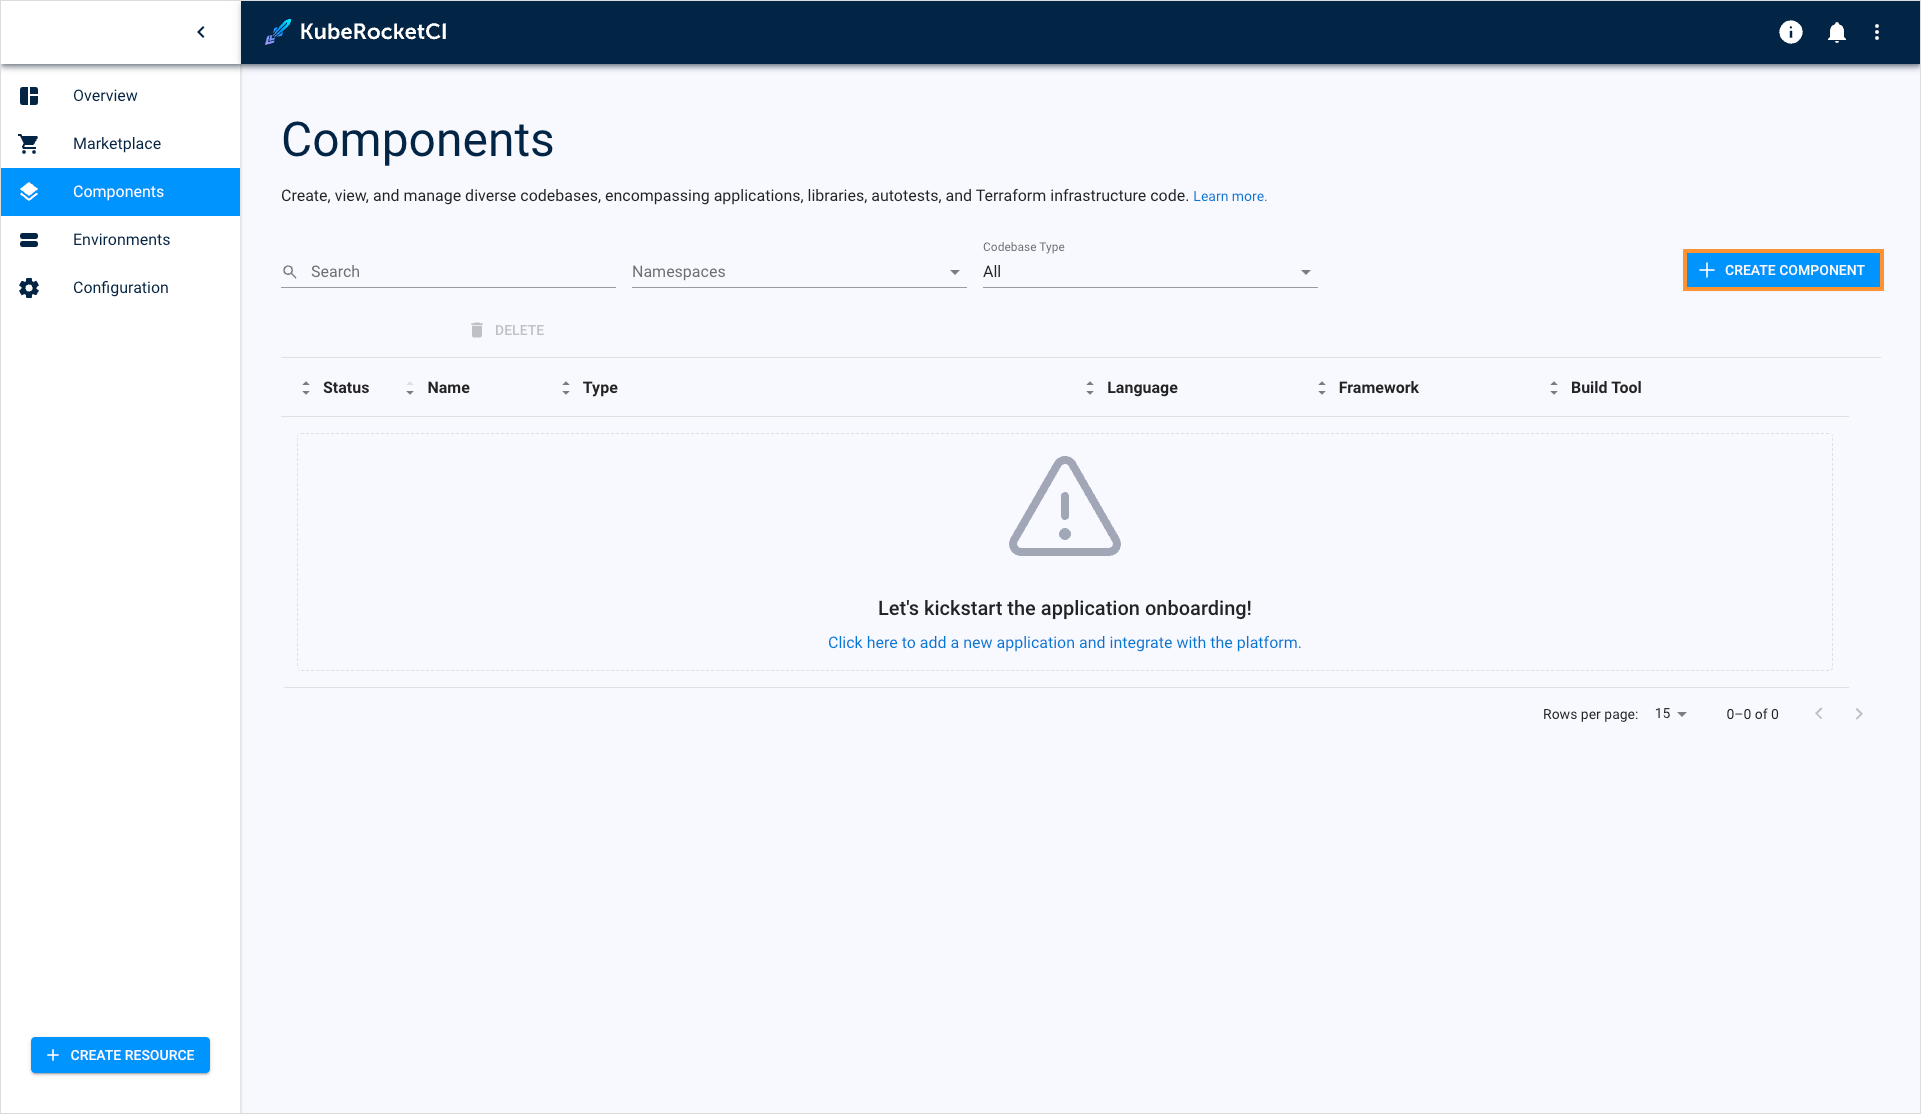 KubeRocketCI
Overview
Marketplace
Components
Environments
Configuration
CREATE RESOURCE
Components
Create, view, and manage diverse codebases, encompassing applications, libraries, autotests, and Terraform infrastructure code. Learn more.
Search
Namespaces
Codebase Type
All
CREATE COMPONENT
DELETE
Status Name Type Language Framework Build Tool
Let's kickstart the application onboarding!
Click here to add a new application and integrate with the platform.
Rows per page: 15 0–0 of 0